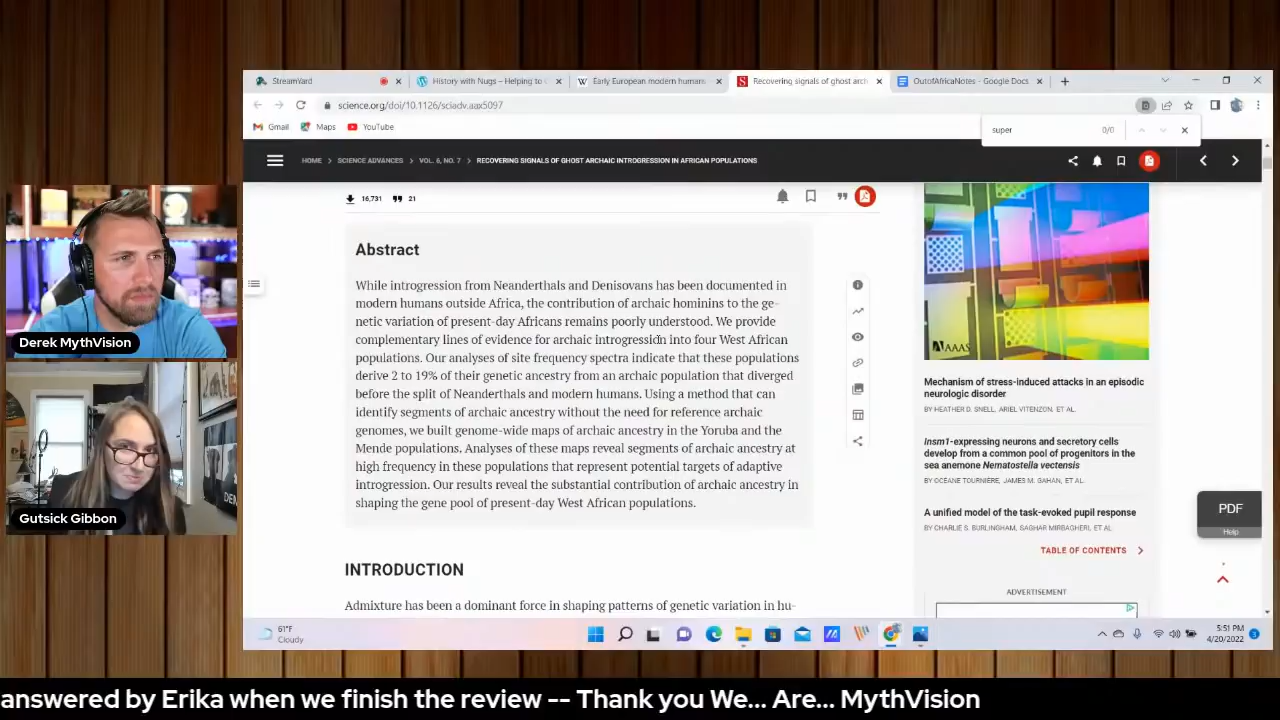 StreamYard
History with Nugs – Helping to
Early European modern humans
Recovering signals of ghost arch
OutofAfricaNotes - Google Docs
science.org/doi/10.1126/sciadv.aax5097
Gmail
Maps
YouTube
super
0/0
HOME > SCIENCE ADVANCES > VOL. 6, NO. 7 > RECOVERING SIGNALS OF GHOST ARCHAIC INTROGRESSION IN AFRICAN POPULATIONS
16,731
21
Abstract
While introgression from Neanderthals and Denisovans has been documented in
modern humans outside Africa, the contribution of archaic hominins to the ge-
netic variation of present-day Africans remains poorly understood. We provide
complementary lines of evidence for archaic introgression into four West African
populations. Our analyses of site frequency spectra indicate that these populations
derive 2 to 19% of their genetic ancestry from an archaic population that diverged
before the split of Neanderthals and modern humans. Using a method that can
identify segments of archaic ancestry without the need for reference archaic
genomes, we built genome-wide maps of archaic ancestry in the Yoruba and the
Mende populations. Analyses of these maps reveal segments of archaic ancestry at
high frequency in these populations that represent potential targets of adaptive
introgression. Our results reveal the substantial contribution of archaic ancestry in
shaping the gene pool of present-day West African populations.
INTRODUCTION
Admixture has been a dominant force in shaping patterns of genetic variation in hu-
AAAS
Mechanism of stress-induced attacks in an episodic
neurologic disorder
BY HEATHER D. SNELL, ARIEL VITENZON, ET AL.
Insm1-expressing neurons and secretory cells
develop from a common pool of progenitors in the
sea anemone Nematostella vectensis
BY OCÉANE TOURNIÈRE, JAMES M. GAHAN, ET AL.
A unified model of the task-evoked pupil response
BY CHARLIE S. BURLINGHAM, SAGHAR MIRBAGHERI, ET AL.
TABLE OF CONTENTS
ADVERTISEMENT
PDF
Help
Derek MythVision
Gutsick Gibbon
61°F
Cloudy
5:51 PM
4/20/2022
answered by Erika when we finish the review -- Thank you We... Are... MythVision